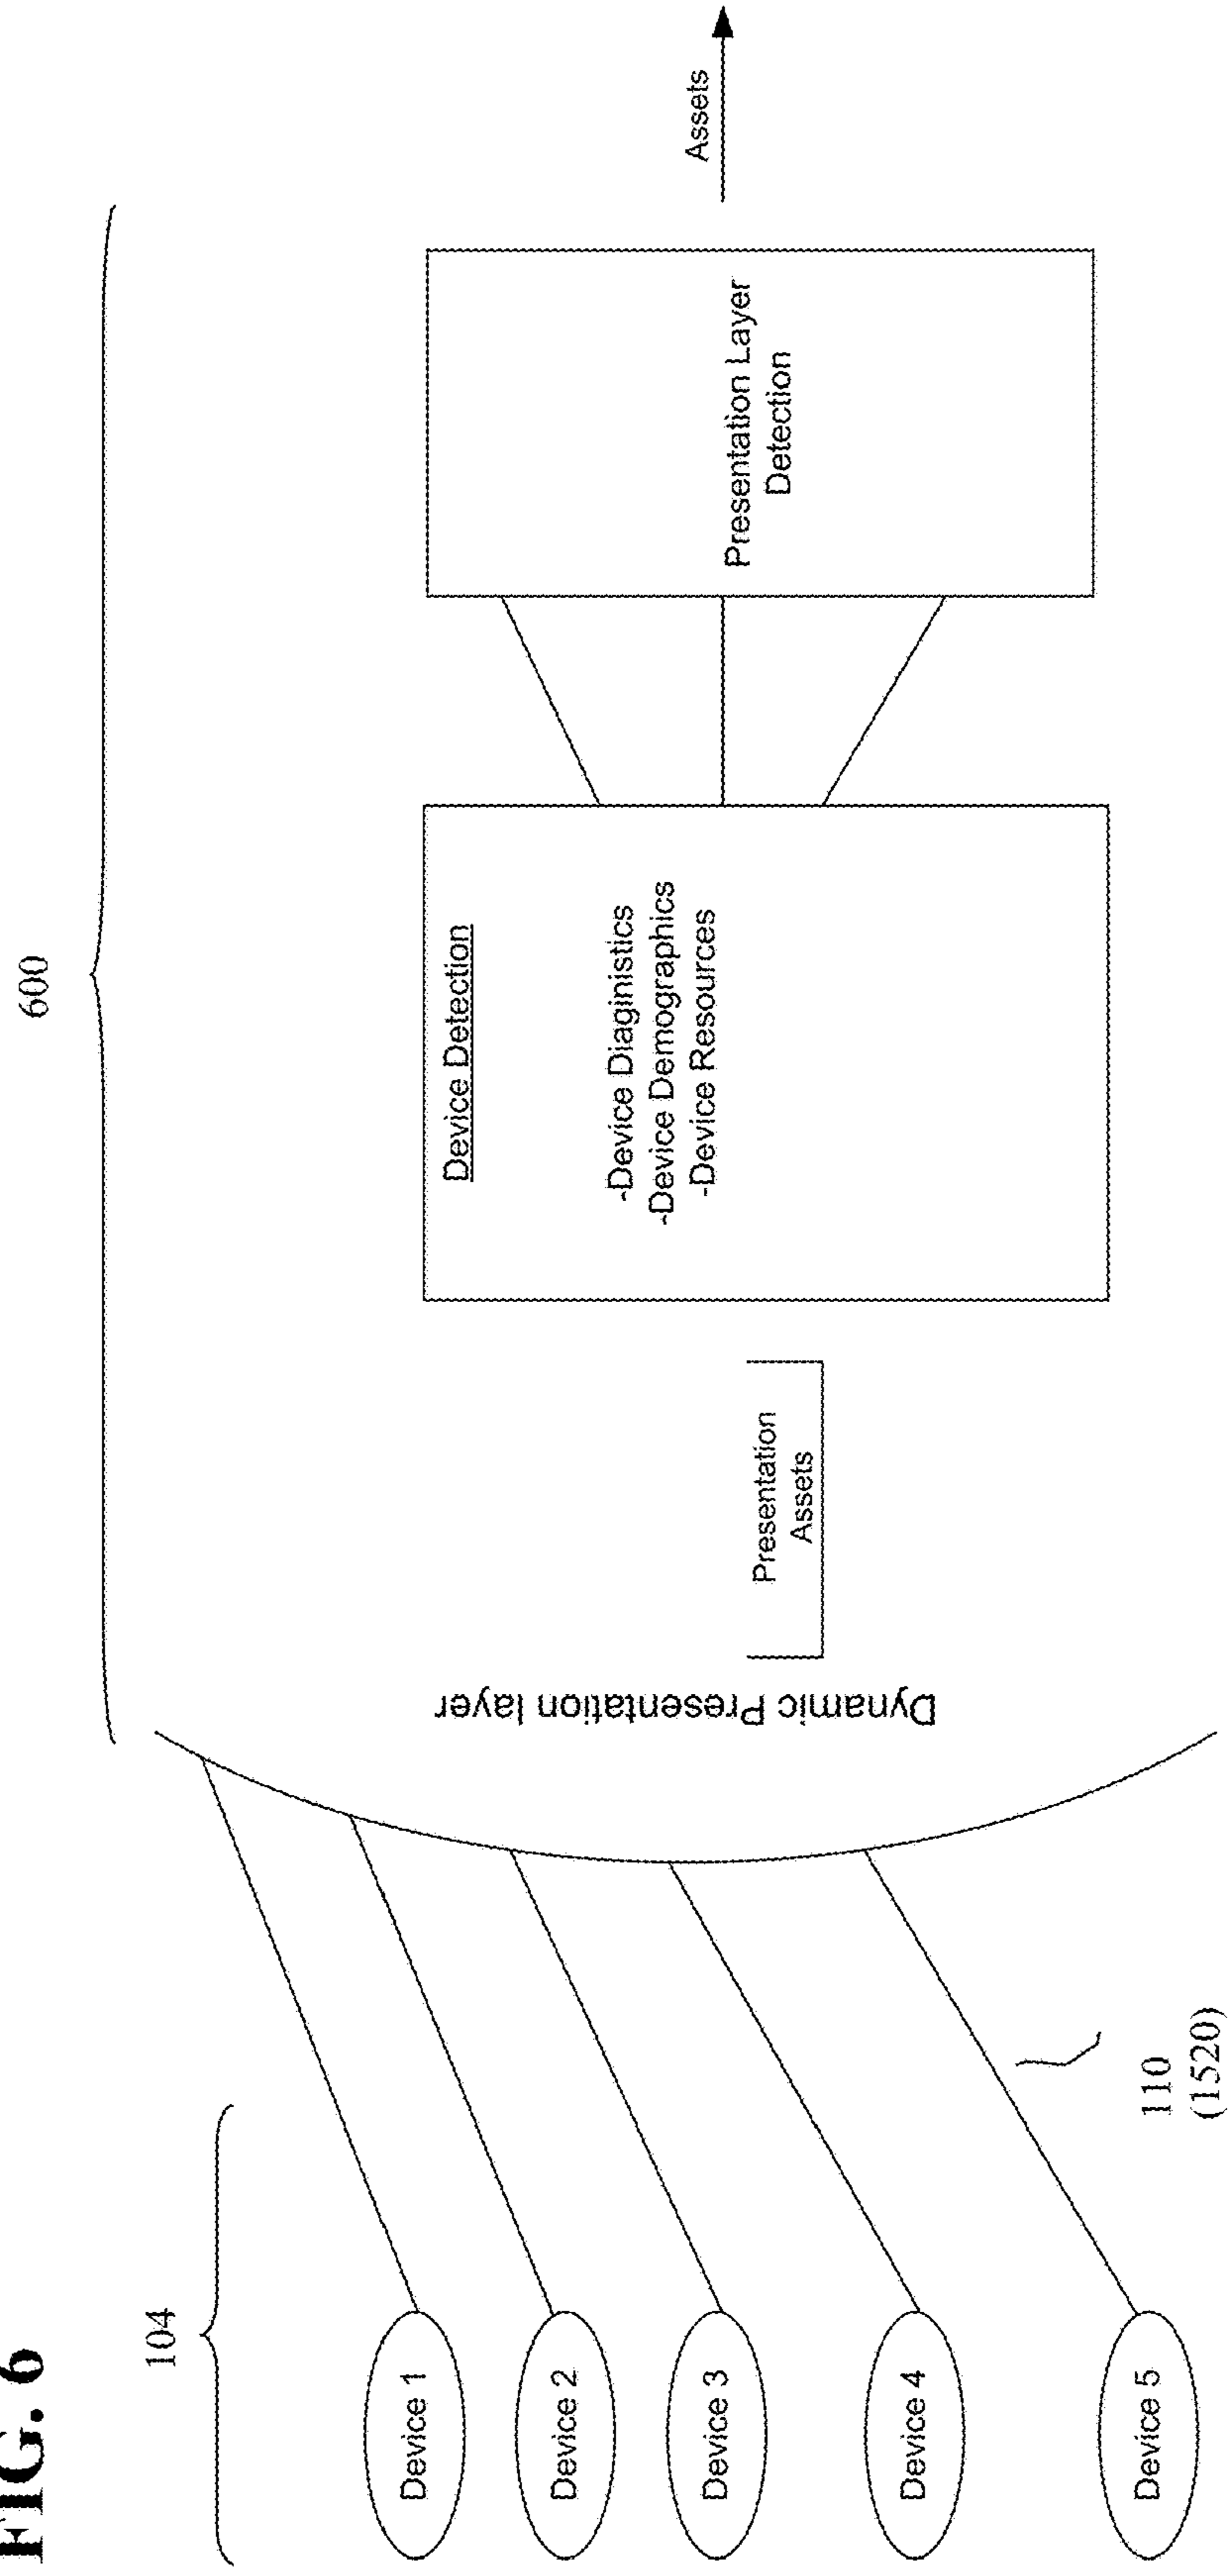 FIG. 6
600
104
Device 1
Device 2
Device 3
Device 4
Device 5
110
(1520)
Dynamic Presentation layer
Presentation
Assets
Device Detection
-Device Diaginistics
-Device Demographics
-Device Resources
Presentation Layer
Detection
Assets